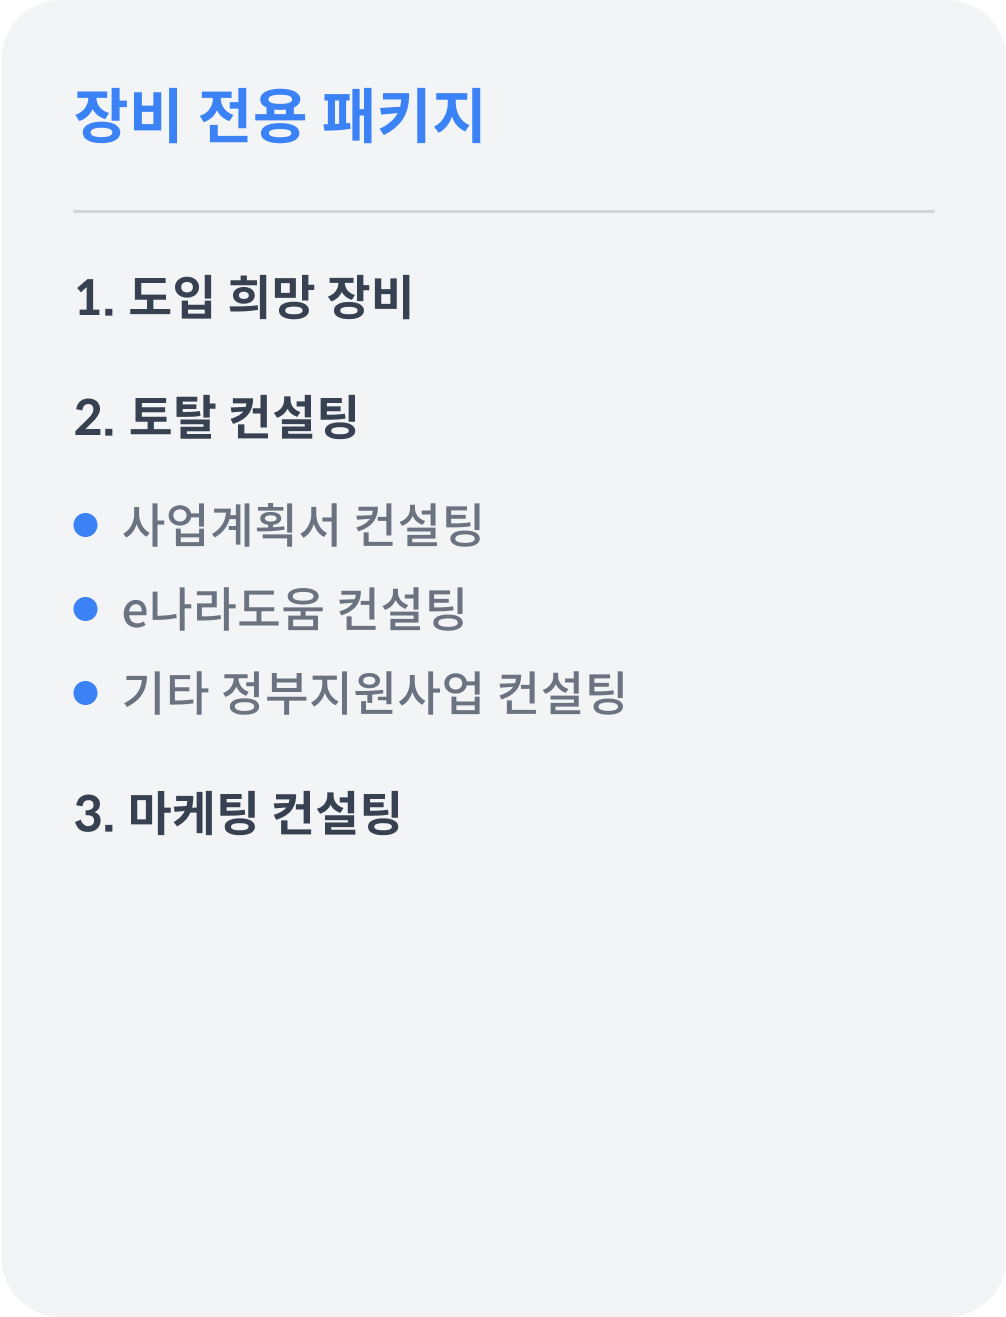 장비 전용 패키지
1. 도입 희망 장비
2. 토탈 컨설팅
사업계획서 컨설팅
e나라도움 컨설팅
기타 정부지원사업 컨설팅
3. 마케팅 컨설팅